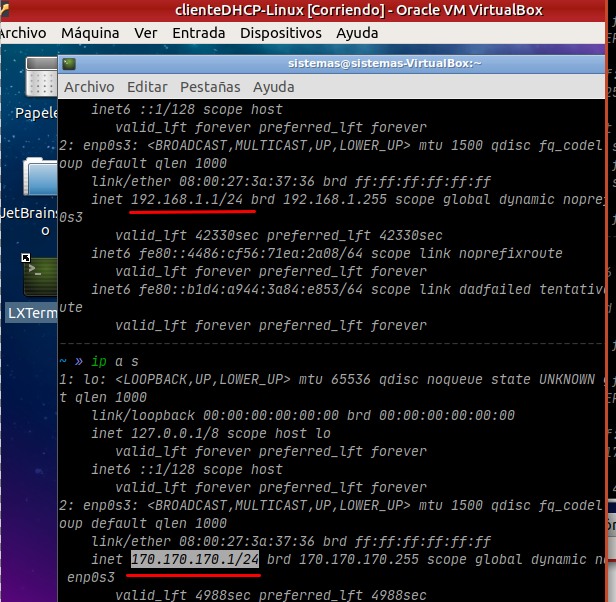 clienteDHCP-Linux [Corriendo] - Oracle VM VirtualBox
Archivo Máquina Ver Entrada Dispositivos Ayuda
sistemas@sistemas-VirtualBox:~
Archivo Editar Pestañas Ayuda
Papele
JetBrains
o
LXTerm
inet6 ::1/128 scope host
valid_lft forever preferred_lft forever
2: enp0s3: <BROADCAST,MULTICAST,UP,LOWER_UP> mtu 1500 qdisc fq_codel
oup default qlen 1000
link/ether 08:00:27:3a:37:36 brd ff:ff:ff:ff:ff:ff
inet 192.168.1.1/24 brd 192.168.1.255 scope global dynamic nopref
0s3
valid_lft 42330sec preferred_lft 42330sec
inet6 fe80::4486:cf56:71ea:2a08/64 scope link noprefixroute
valid_lft forever preferred_lft forever
inet6 fe80::b1d4:a944:3a84:e853/64 scope link dadfailed tentative
ute
valid_lft forever preferred_lft forever
~ » ip a s
1: lo: <LOOPBACK,UP,LOWER_UP> mtu 65536 qdisc noqueue state UNKNOWN g
t qlen 1000
link/loopback 00:00:00:00:00:00 brd 00:00:00:00:00:00
inet 127.0.0.1/8 scope host lo
valid_lft forever preferred_lft forever
inet6 ::1/128 scope host
valid_lft forever preferred_lft forever
2: enp0s3: <BROADCAST,MULTICAST,UP,LOWER_UP> mtu 1500 qdisc fq_codel
oup default qlen 1000
link/ether 08:00:27:3a:37:36 brd ff:ff:ff:ff:ff:ff
inet 170.170.170.1/24 brd 170.170.170.255 scope global dynamic no
enp0s3
valid_lft 4988sec preferred_lft 4988sec